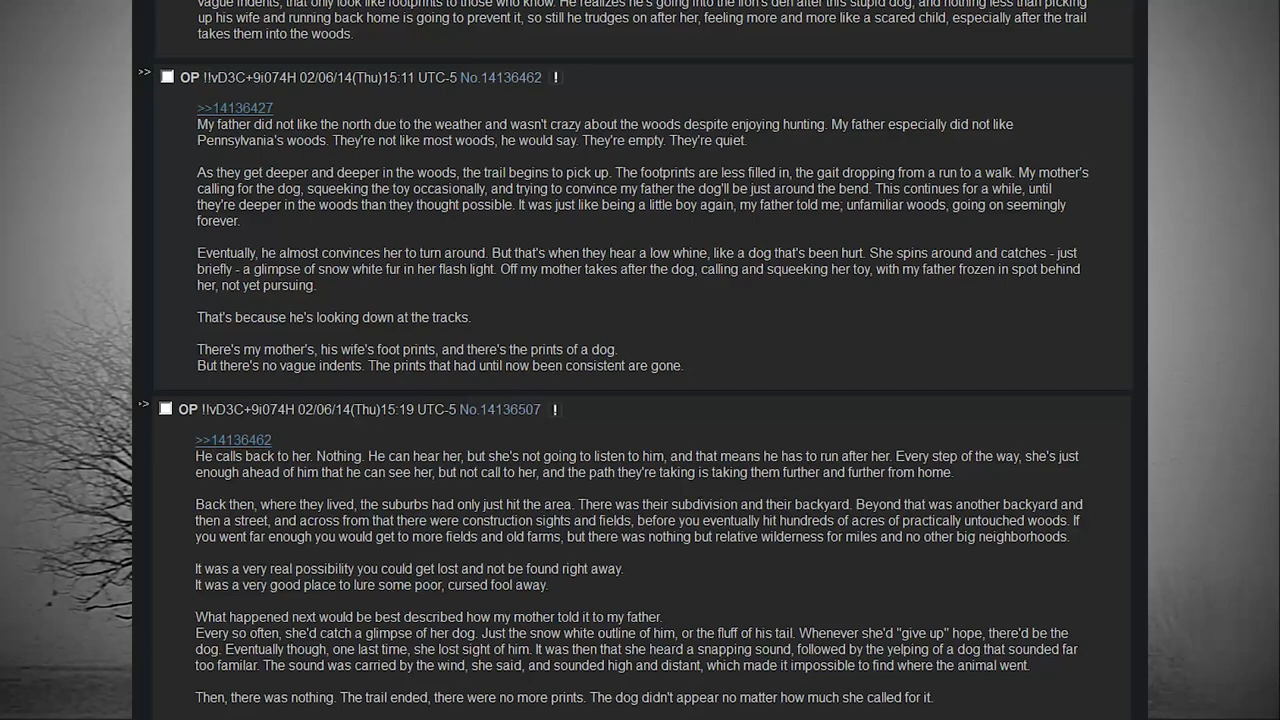 vague indents, that only look like footprints to those who know. He realizes he's going into the lion's den after this stupid dog, and nothing less than picking
up his wife and running back home is going to prevent it, so still he trudges on after her, feeling more and more like a scared child, especially after the trail
takes them into the woods.
>> OP !!vD3C+9i074H 02/06/14(Thu)15:11 UTC-5 No.14136462 !
>>14136427
My father did not like the north due to the weather and wasn't crazy about the woods despite enjoying hunting. My father especially did not like
Pennsylvania's woods. They're not like most woods, he would say. They're empty. They're quiet.
As they get deeper and deeper in the woods, the trail begins to pick up. The footprints are less filled in, the gait dropping from a run to a walk. My mother's
calling for the dog, squeeking the toy occasionally, and trying to convince my father the dog'll be just around the bend. This continues for a while, until
they're deeper in the woods than they thought possible. It was just like being a little boy again, my father told me; unfamiliar woods, going on seemingly
forever.
Eventually, he almost convinces her to turn around. But that's when they hear a low whine, like a dog that's been hurt. She spins around and catches - just
briefly - a glimpse of snow white fur in her flash light. Off my mother takes after the dog, calling and squeeking her toy, with my father frozen in spot behind
her, not yet pursuing.
That's because he's looking down at the tracks.
There's my mother's, his wife's foot prints, and there's the prints of a dog.
But there's no vague indents. The prints that had until now been consistent are gone.
>> OP !!vD3C+9i074H 02/06/14(Thu)15:19 UTC-5 No.14136507 !
>>14136462
He calls back to her. Nothing. He can hear her, but she's not going to listen to him, and that means he has to run after her. Every step of the way, she's just
enough ahead of him that he can see her, but not call to her, and the path they're taking is taking them further and further from home.
Back then, where they lived, the suburbs had only just hit the area. There was their subdivision and their backyard. Beyond that was another backyard and
then a street, and across from that there were construction sights and fields, before you eventually hit hundreds of acres of practically untouched woods. If
you went far enough you would get to more fields and old farms, but there was nothing but relative wilderness for miles and no other big neighborhoods.
It was a very real possibility you could get lost and not be found right away.
It was a very good place to lure some poor, cursed fool away.
What happened next would be best described how my mother told it to my father.
Every so often, she'd catch a glimpse of her dog. Just the snow white outline of him, or the fluff of his tail. Whenever she'd "give up" hope, there'd be the
dog. Eventually though, one last time, she lost sight of him. It was then that she heard a snapping sound, followed by the yelping of a dog that sounded far
too familar. The sound was carried by the wind, she said, and sounded high and distant, which made it impossible to find where the animal went.
Then, there was nothing. The trail ended, there were no more prints. The dog didn't appear no matter how much she called for it.